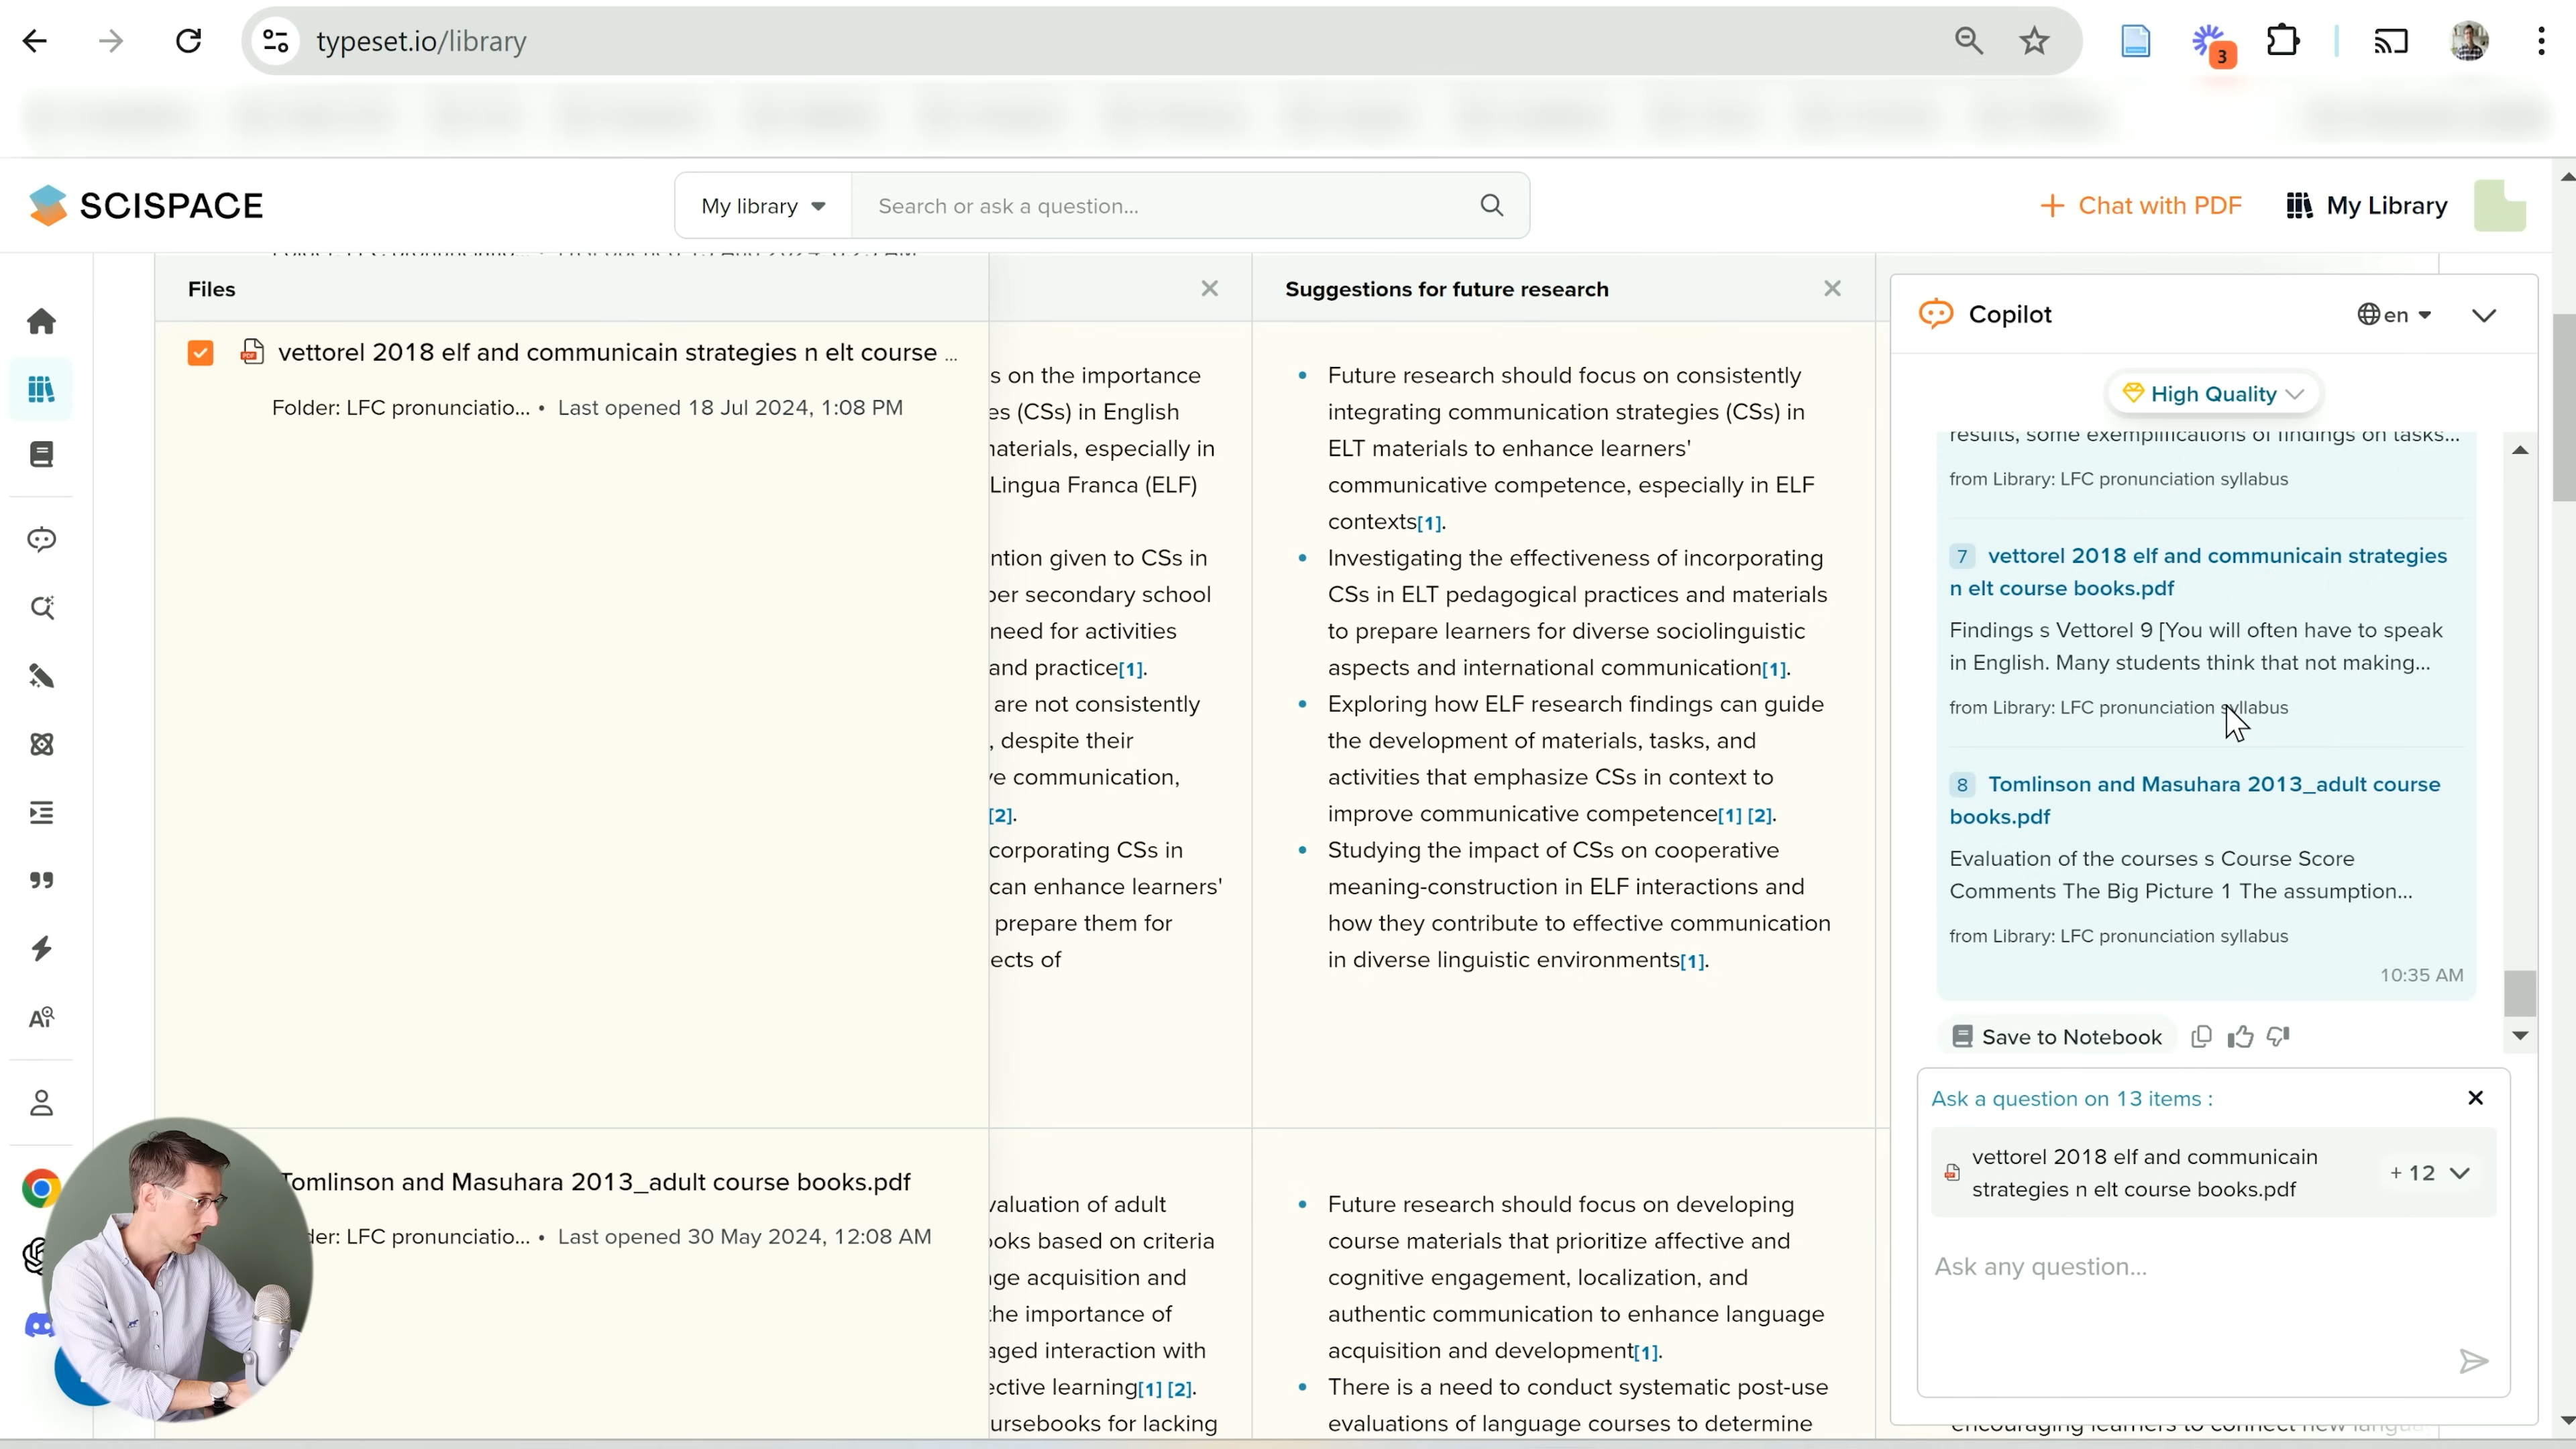 typeset.io/library
3
SCISPACE
My library
Search or ask a question...
Chat with PDF
My Library
Files
vettorel 2018 elf and communicain strategies n elt course ...
Folder: LFC pronunciatio... • Last opened 18 Jul 2024, 1:08 PM
Tomlinson and Masuhara 2013_adult course books.pdf
der: LFC pronunciatio... • Last opened 30 May 2024, 12:08 AM
s on the importance
es (CSs) in English
naterials, especially in
Lingua Franca (ELF)
ntion given to CSs in
per secondary school
need for activities
and practice[1].
are not consistently
, despite their
ve communication,
[2].
corporating CSs in
can enhance learners'
prepare them for
ects of
valuation of adult
ooks based on criteria
age acquisition and
the importance of
aged interaction with
ective learning[1] [2].
ursebooks for lacking
Suggestions for future research
• Future research should focus on consistently
integrating communication strategies (CSs) in
ELT materials to enhance learners'
communicative competence, especially in ELF
contexts[1].
• Investigating the effectiveness of incorporating
CSs in ELT pedagogical practices and materials
to prepare learners for diverse sociolinguistic
aspects and international communication[1].
• Exploring how ELF research findings can guide
the development of materials, tasks, and
activities that emphasize CSs in context to
improve communicative competence[1] [2].
• Studying the impact of CSs on cooperative
meaning-construction in ELF interactions and
how they contribute to effective communication
in diverse linguistic environments[1].
• Future research should focus on developing
course materials that prioritize affective and
cognitive engagement, localization, and
authentic communication to enhance language
acquisition and development[1].
• There is a need to conduct systematic post-use
evaluations of language courses to determine
Copilot
en
High Quality
results, some exemplifications of findings on tasks...
from Library: LFC pronunciation syllabus
7 vettorel 2018 elf and communicain strategies
n elt course books.pdf
Findings s Vettorel 9 [You will often have to speak
in English. Many students think that not making...
from Library: LFC pronunciation syllabus
8 Tomlinson and Masuhara 2013_adult course
books.pdf
Evaluation of the courses s Course Score
Comments The Big Picture 1 The assumption...
from Library: LFC pronunciation syllabus
10:35 AM
Save to Notebook
Ask a question on 13 items :
vettorel 2018 elf and communicain
strategies n elt course books.pdf
+ 12
Ask any question...
encouraging learners to connect new